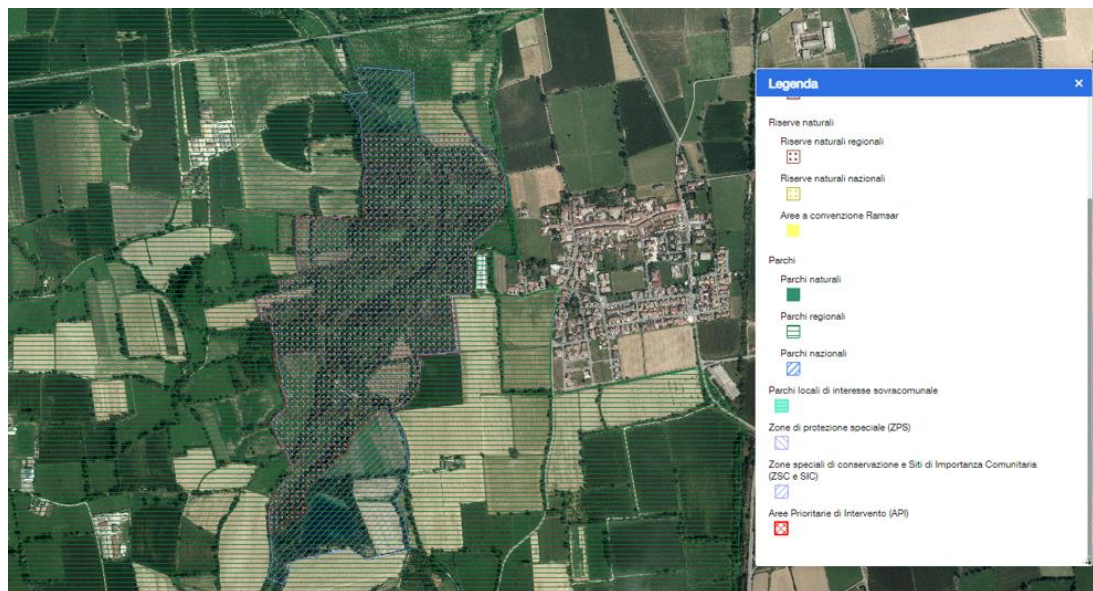 Legenda
×
Riserve naturali
Riserve naturali regionali
Riserve naturali nazionali
Aree a convenzione Ramsar
Parchi
Parchi naturali
Parchi regionali
Parchi nazionali
Parchi locali di interesse sovracomunale
Zone di protezione speciale (ZPS)
Zone speciali di conservazione e Siti di Importanza Comunitaria
(ZSC e SIC)
Aree Prioritarie di Intervento (API)